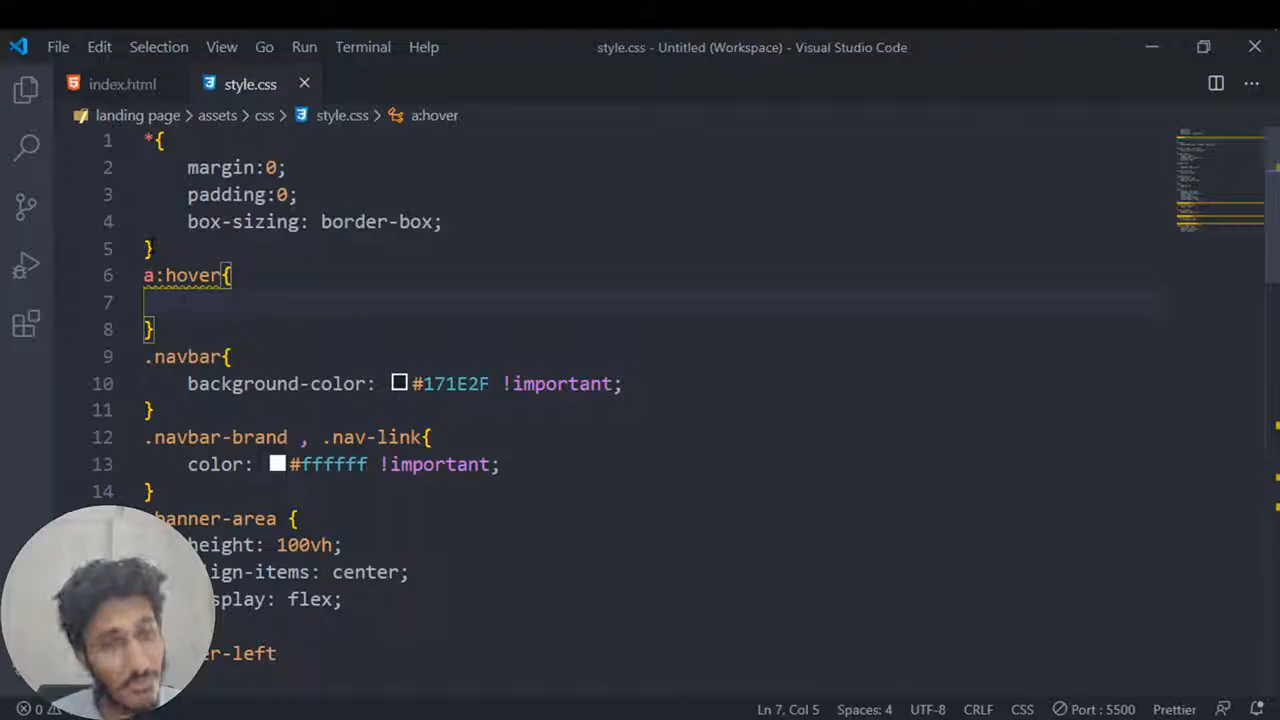 File Edit Selection View Go Run Terminal Help style.css - Untitled (Workspace) - Visual Studio Code
index.html style.css
landing page > assets > css > style.css > a:hover
1 *{
2 margin:0;
3 padding:0;
4 box-sizing: border-box;
5 }
6 a:hover{
7
8 }
9 .navbar{
10 background-color: #171E2F !important;
11 }
12 .navbar-brand , .nav-link{
13 color: #ffffff !important;
14 }
banner-area {
height: 100vh;
lign-items: center;
splay: flex;
er-left
0 Ln 7, Col 5 Spaces: 4 UTF-8 CRLF CSS Port : 5500 Prettier